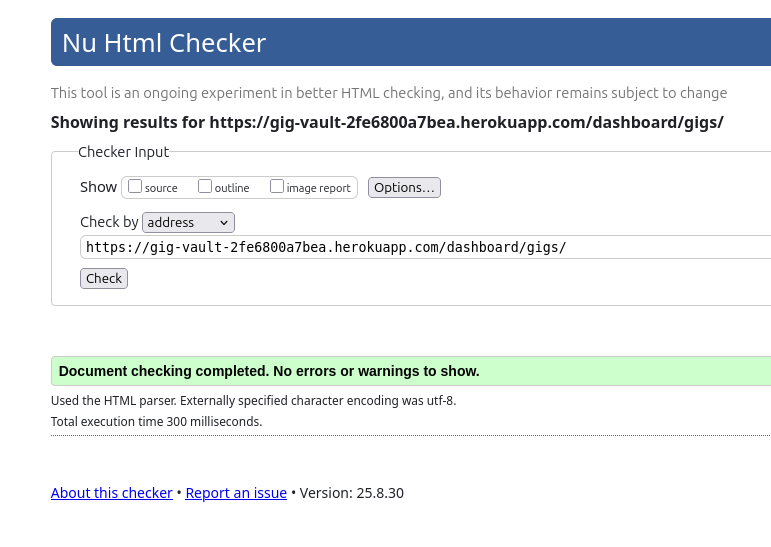 Nu Html Checker
This tool is an ongoing experiment in better HTML checking, and its behavior remains subject to change
Showing results for https://gig-vault-2fe6800a7bea.herokuapp.com/dashboard/gigs/
Checker Input
Show source outline image report Options…
Check by address
https://gig-vault-2fe6800a7bea.herokuapp.com/dashboard/gigs/
Check
Document checking completed. No errors or warnings to show.
Used the HTML parser. Externally specified character encoding was utf-8.
Total execution time 300 milliseconds.
About this checker • Report an issue • Version: 25.8.30